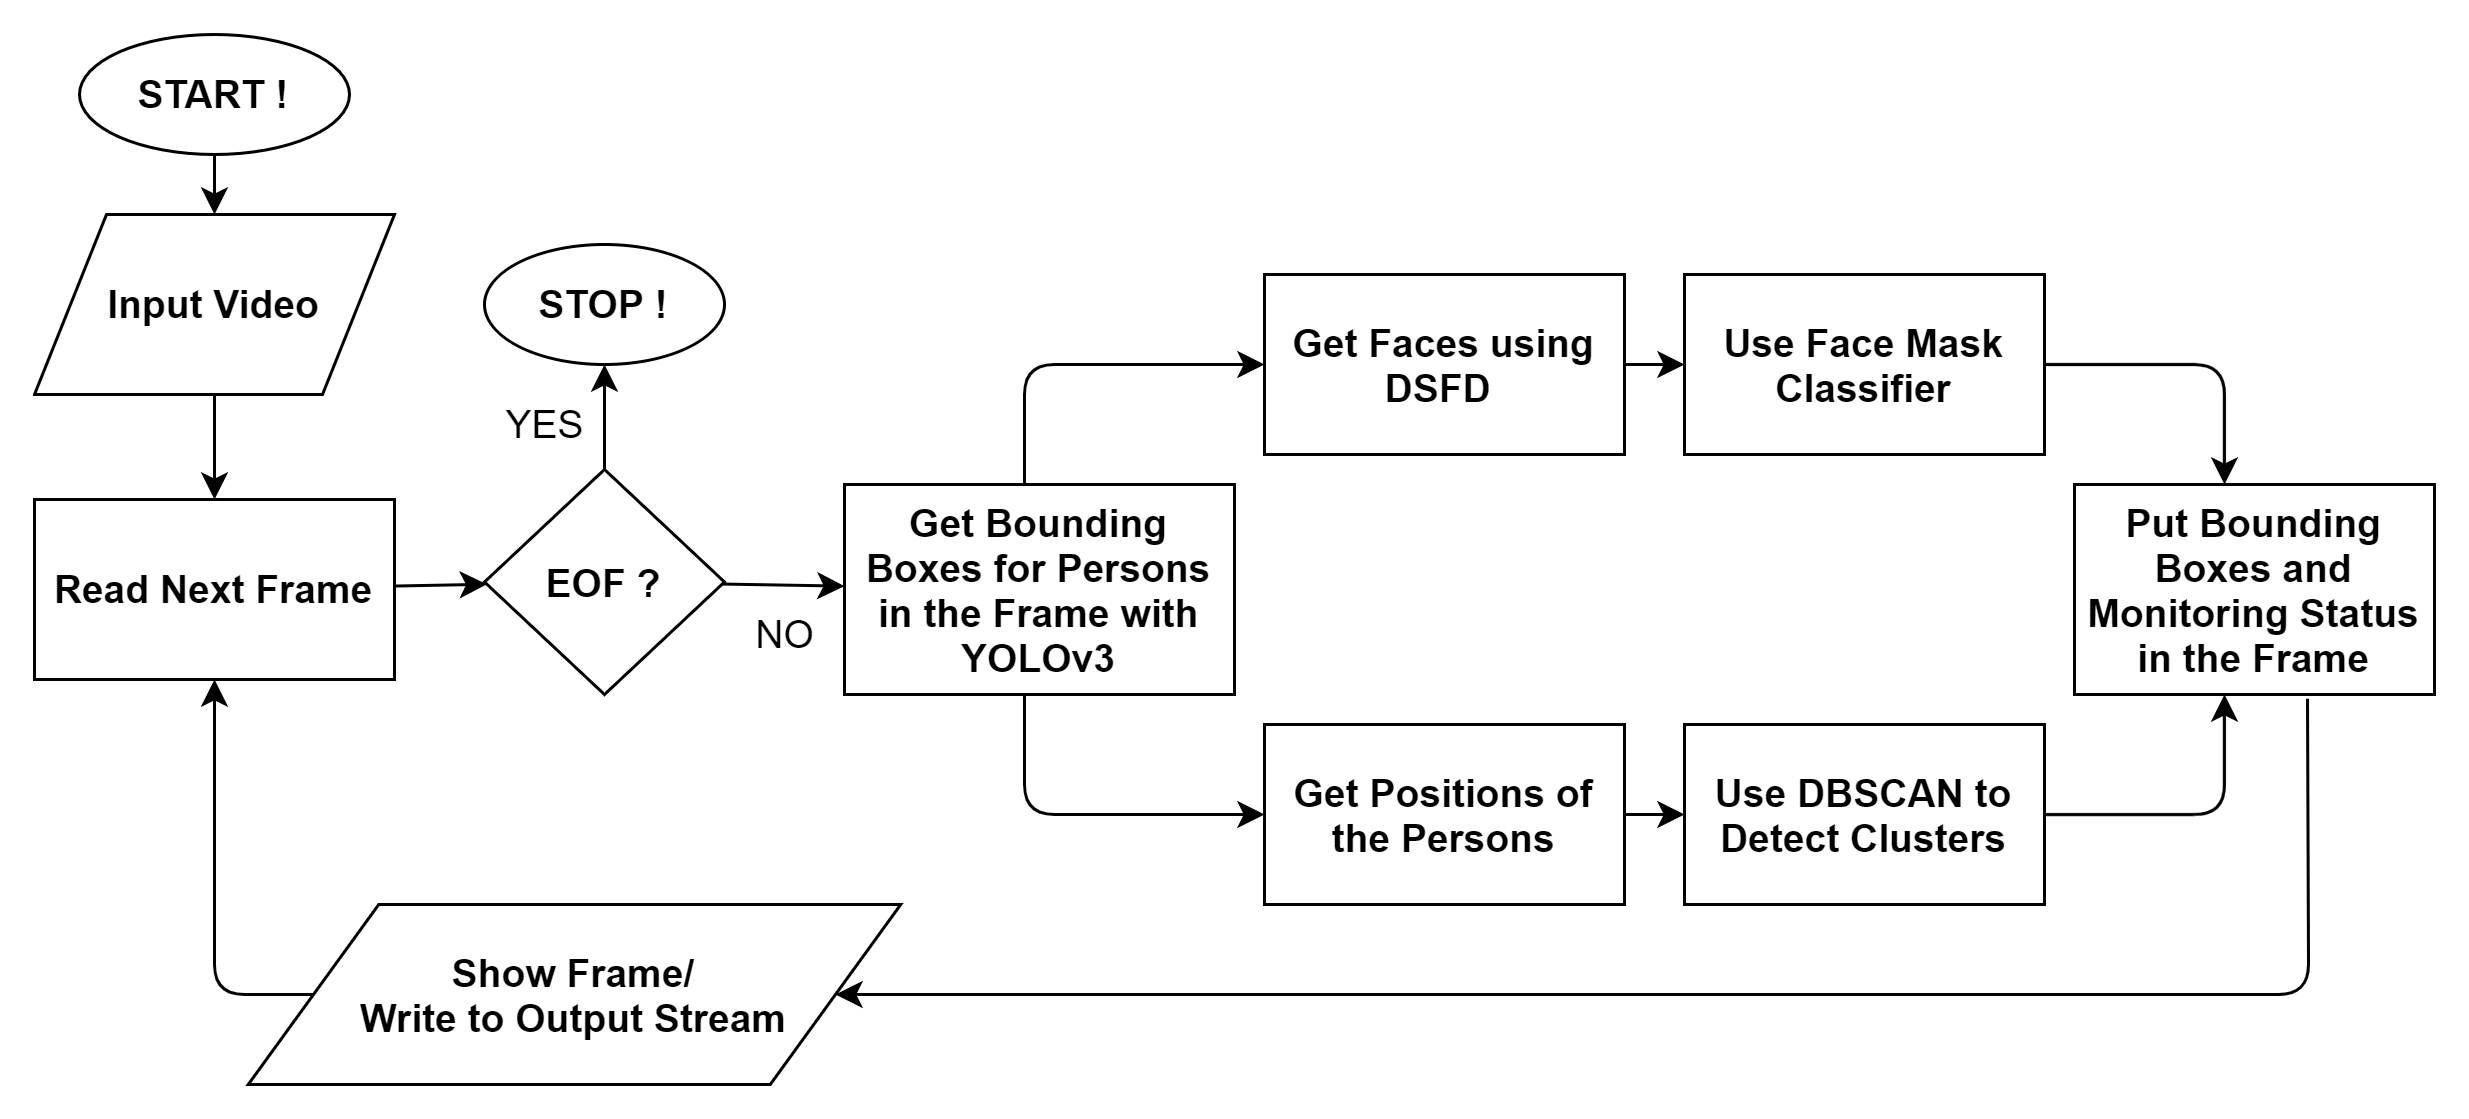 START !
Input Video
Read Next Frame
STOP !
YES
EOF ?
NO
Get Bounding
Boxes for Persons
in the Frame with
YOLOv3
Get Faces using
DSFD
Use Face Mask
Classifier
Get Positions of
the Persons
Use DBSCAN to
Detect Clusters
Put Bounding
Boxes and
Monitoring Status
in the Frame
Show Frame/
Write to Output Stream